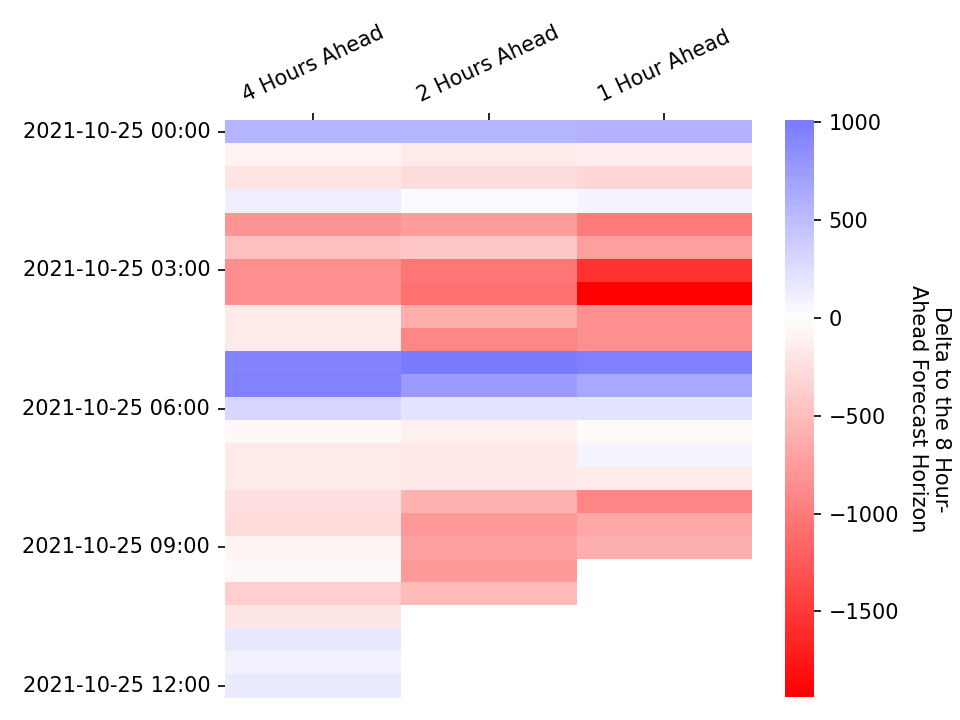 4 Hours Ahead
2 Hours Ahead
1 Hour Ahead
2021-10-25 00:00
2021-10-25 03:00
2021-10-25 06:00
2021-10-25 09:00
2021-10-25 12:00
1000
500
0
−500
−1000
−1500
Delta to the 8 Hour-
Ahead Forecast Horizon